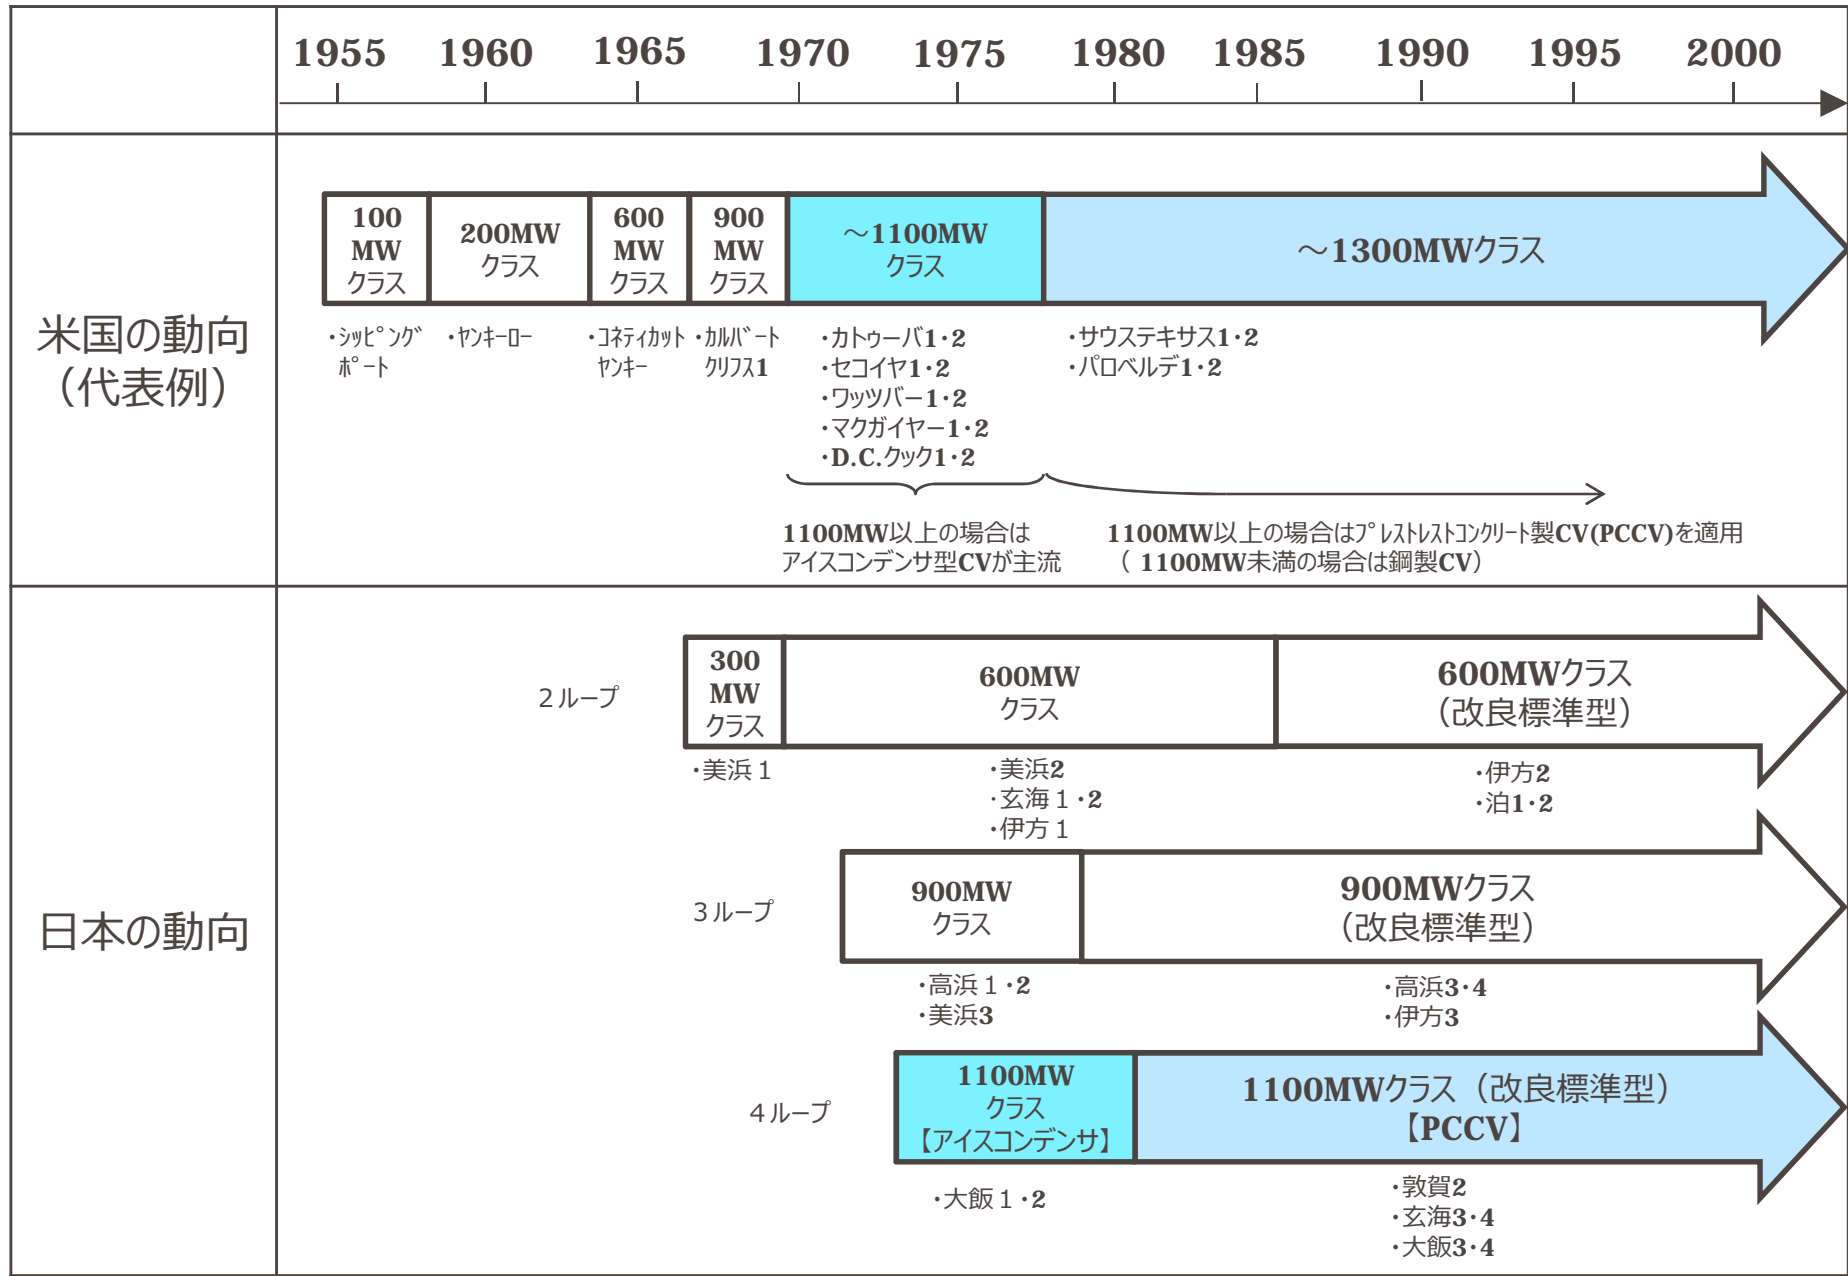 1955 1960 1965 1970 1975 1980 1985 1990 1995 2000
米国の動向
（代表例）
100
MW
クラス
200MW
クラス
600
MW
クラス
900
MW
クラス
～1100MW
クラス
～1300MWクラス
・ｼｯﾋﾟﾝｸﾞ
ﾎﾟｰﾄ
・ﾔﾝｷｰﾛｰ
・ｺﾈﾃｨｶｯﾄ
ﾔﾝｷｰ
・ｶﾙﾊﾞｰﾄ
ｸﾘﾌｽ1
・カトゥーバ1・2
・セコイヤ1・2
・ワッツバー1・2
・マクガイヤー1・2
・D.C.クック1・2
・サウステキサス1・2
・パロベルデ1・2
1100MW以上の場合は
アイスコンデンサ型CVが主流
1100MW以上の場合はﾌﾟﾚｽﾄﾚｽﾄｺﾝｸﾘｰﾄ製CV(PCCV)を適用
（ 1100MW未満の場合は鋼製CV）
日本の動向
２ループ
300
MW
クラス
600MW
クラス
600MWクラス
（改良標準型）
・美浜１
・美浜2
・玄海１・2
・伊方１
・伊方2
・泊1・2
３ループ
900MW
クラス
900MWクラス
（改良標準型）
・高浜１・2
・美浜3
・高浜3・4
・伊方3
４ループ
1100MW
クラス
【アイスコンデンサ】
1100MWクラス（改良標準型）
【PCCV】
・大飯１・2
・敦賀2
・玄海3・4
・大飯3・4